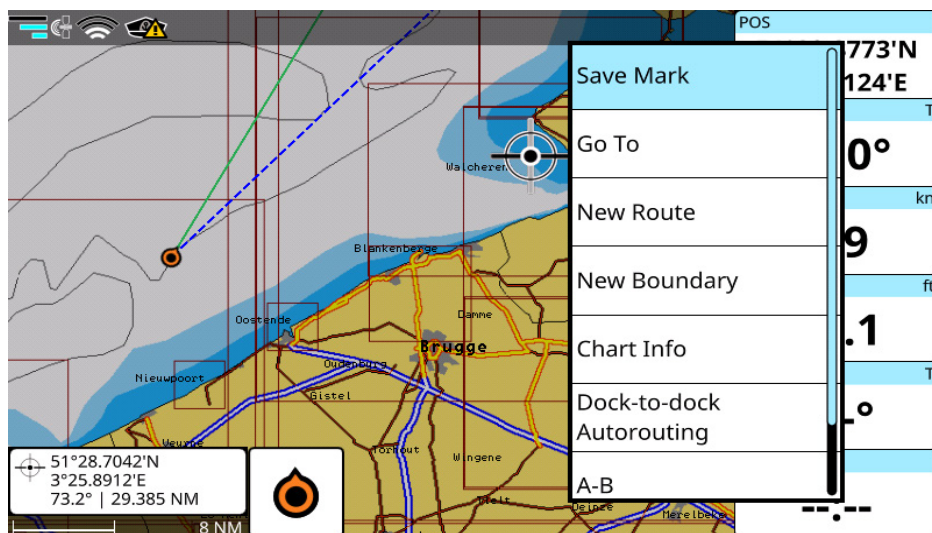 POS
Save Mark
773'N
124'E
Go To
0°
Walcheren
km
New Route
9
Blankenberge
New Boundary
ft
Oostende
Damme
.1
Brugge
Chart Info
Oudenburg
Nieuwpoort
Gistel
Dock-to-dock
Autorouting
-°
Veurne
Torhout
Wingene
51°28.7042'N
3°25.8912'E
73.2° | 29.385 NM
A-B
Tielt
Deinze
Merelbeke
8 NM
--.-